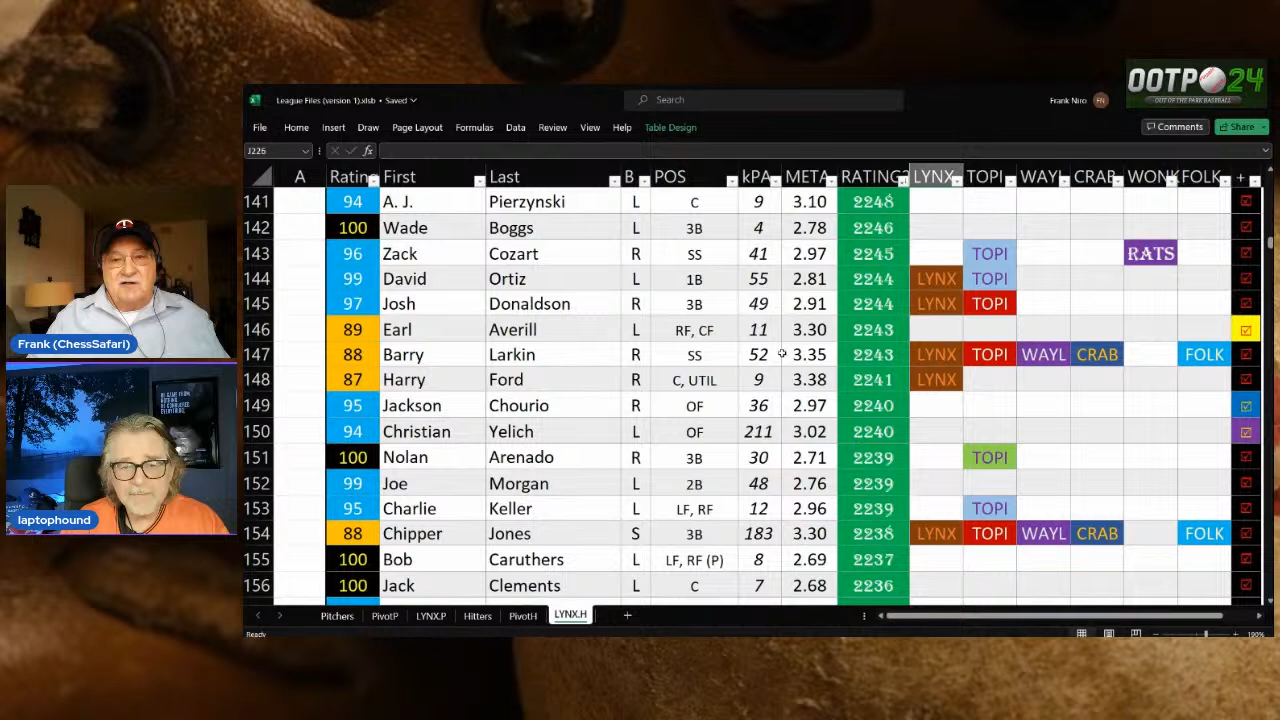 OOTP 24
OUT OF THE PARK BASEBALL
League Files (version 1).xlsb • Saved
Search
Frank Niro FN
File Home Insert Draw Page Layout Formulas Data Review View Help Table Design
Comments Share
J226 fx
A Rating First Last B POS kPA META RATING LYNX TOPI WAYL CRAB WONK FOLK +
141 94 A. J. Pierzynski L C 9 3.10 2248
142 100 Wade Boggs L 3B 4 2.78 2246
143 96 Zack Cozart R SS 41 2.97 2245 TOPI RATS
144 99 David Ortiz L 1B 55 2.81 2244 LYNX TOPI
145 97 Josh Donaldson R 3B 49 2.91 2244 LYNX TOPI
146 89 Earl Averill L RF, CF 11 3.30 2243
147 88 Barry Larkin R SS 52 3.35 2243 LYNX TOPI WAYL CRAB FOLK
148 87 Harry Ford R C, UTIL 9 3.38 2241 LYNX
149 95 Jackson Chourio R OF 36 2.97 2240
150 94 Christian Yelich L OF 211 3.02 2240
151 100 Nolan Arenado R 3B 30 2.71 2239 TOPI
152 99 Joe Morgan L 2B 48 2.76 2239
153 95 Charlie Keller L LF, RF 12 2.96 2239 TOPI
154 88 Chipper Jones S 3B 183 3.30 2238 LYNX TOPI WAYL CRAB FOLK
155 100 Bob Caruthers L LF, RF (P) 8 2.69 2237
156 100 Jack Clements L C 7 2.68 2236
Pitchers PivotP LYNX.P Hitters PivotH LYNX.H +
Ready 190%
Frank (ChessSafari)
HE CAME FROM
NOTHING.
HE CONQUERED
EVERYTHING.
laptophound